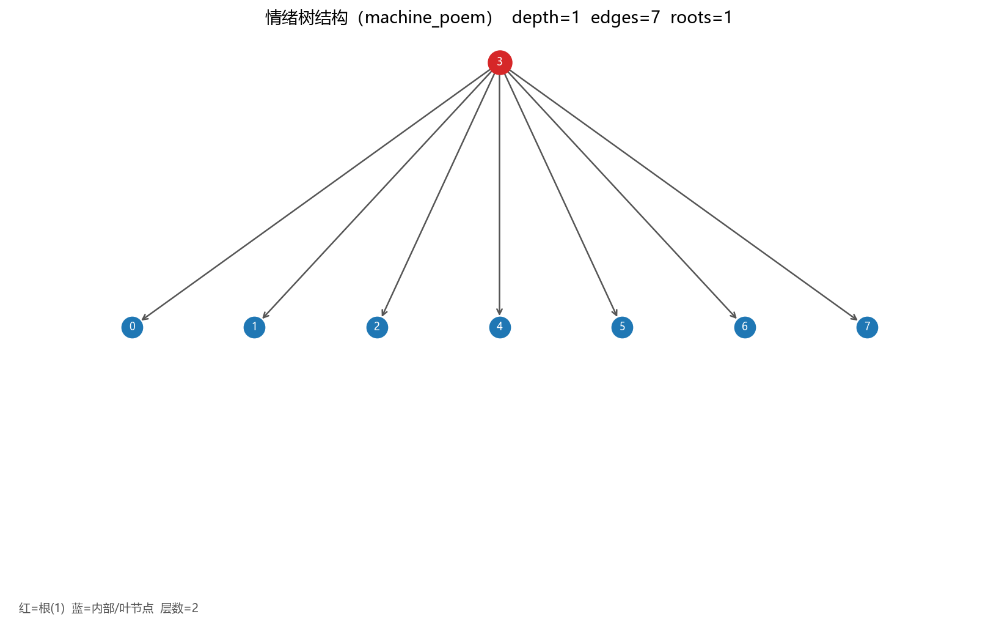 情绪树结构（machine_poem） depth=1 edges=7 roots=1
3
0 1 2 4 5 6 7
红=根(1) 蓝=内部/叶节点 层数=2